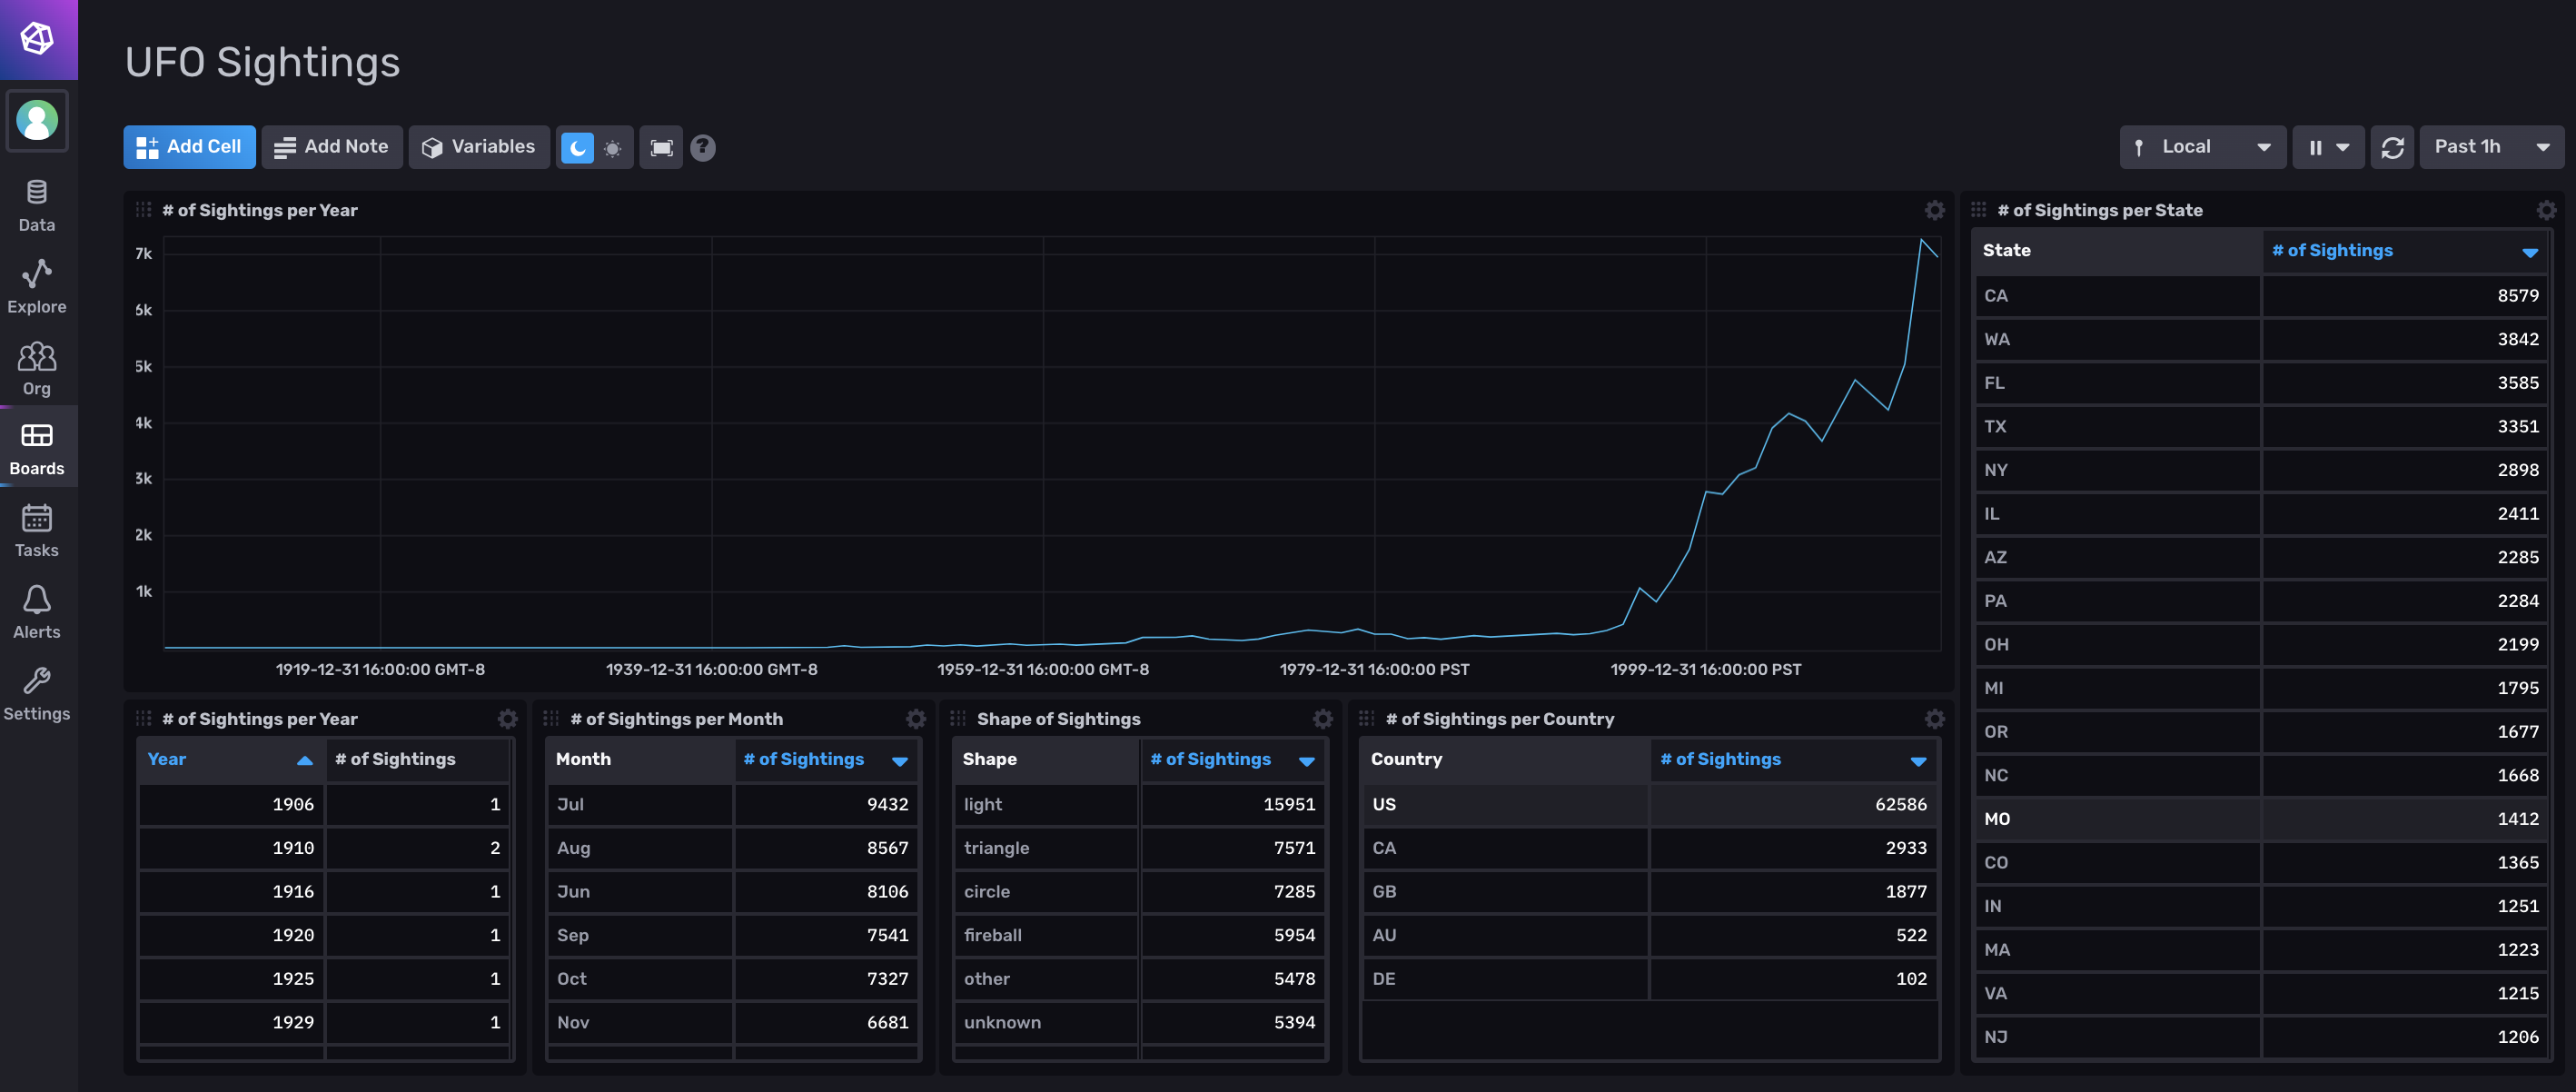 UFO Sightings
Add Cell
Add Note
Variables
?
Local
Past 1h
Data
Explore
Org
Boards
Tasks
Alerts
Settings
# of Sightings per Year
7k
6k
5k
4k
3k
2k
1k
1919-12-31 16:00:00 GMT-8
1939-12-31 16:00:00 GMT-8
1959-12-31 16:00:00 GMT-8
1979-12-31 16:00:00 PST
1999-12-31 16:00:00 PST
# of Sightings per State
State # of Sightings
CA 8579
WA 3842
FL 3585
TX 3351
NY 2898
IL 2411
AZ 2285
PA 2284
OH 2199
MI 1795
OR 1677
NC 1668
MO 1412
CO 1365
IN 1251
MA 1223
VA 1215
NJ 1206
# of Sightings per Year
Year # of Sightings
1906 1
1910 2
1916 1
1920 1
1925 1
1929 1
# of Sightings per Month
Month # of Sightings
Jul 9432
Aug 8567
Jun 8106
Sep 7541
Oct 7327
Nov 6681
Shape of Sightings
Shape # of Sightings
light 15951
triangle 7571
circle 7285
fireball 5954
other 5478
unknown 5394
# of Sightings per Country
Country # of Sightings
US 62586
CA 2933
GB 1877
AU 522
DE 102